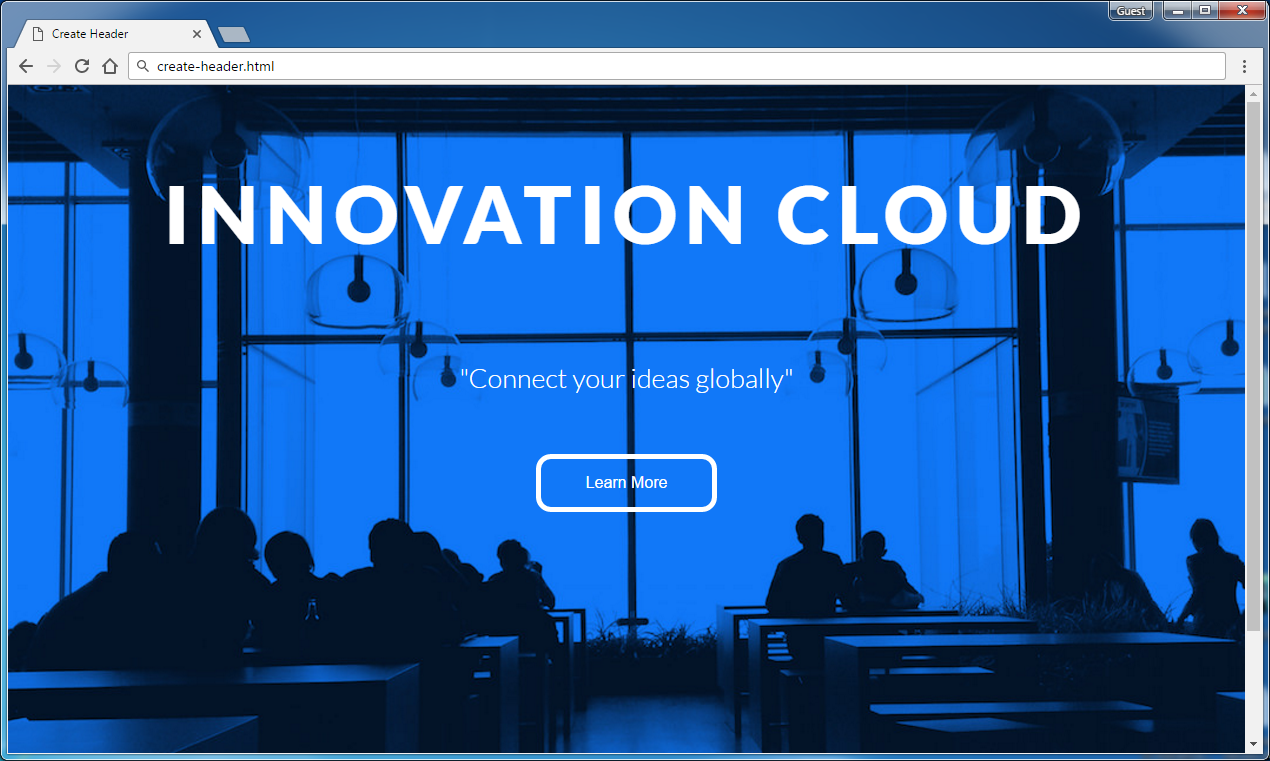 Guest
Create Header
create-header.html
INNOVATION CLOUD
"Connect your ideas globally"
Learn More